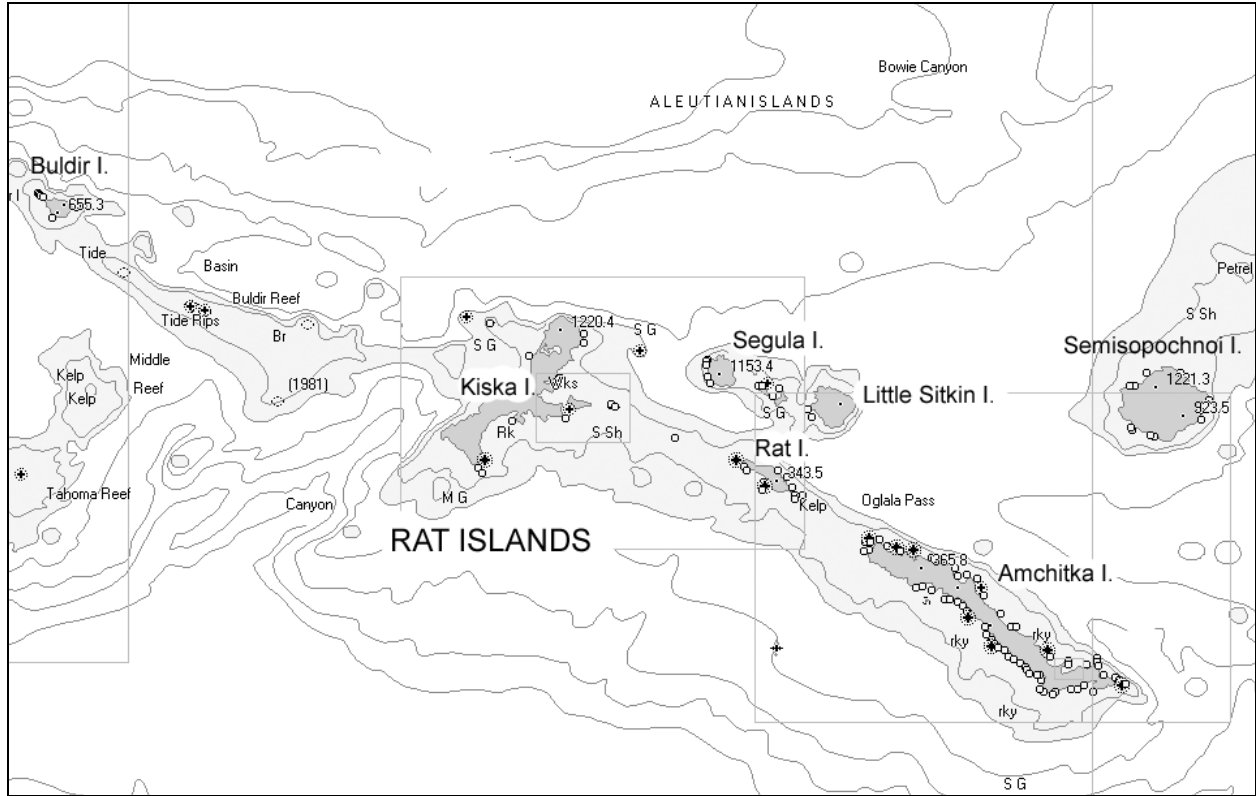 Bowie Canyon
ALEUTIANISLANDS
Buldir I.
r I
655.3
Tide
Basin
Petrel
Buldir Reef
S Sh
Tide Rips
1220.4
S G
Br
S G
Segula I.
Semisopochnoi I.
Middle
1153.4
Kelp
Reef
(1981)
Kiska I.
Wks
1221.3
Kelp
Little Sitkin I.
923.5
S G
Rk
S Sh
Rat I.
343.5
Tahoma Reef
M G
Canyon
Kelp
Oglala Pass
RAT ISLANDS
365.8
Amchitka I.
rky
rky
rky
S G